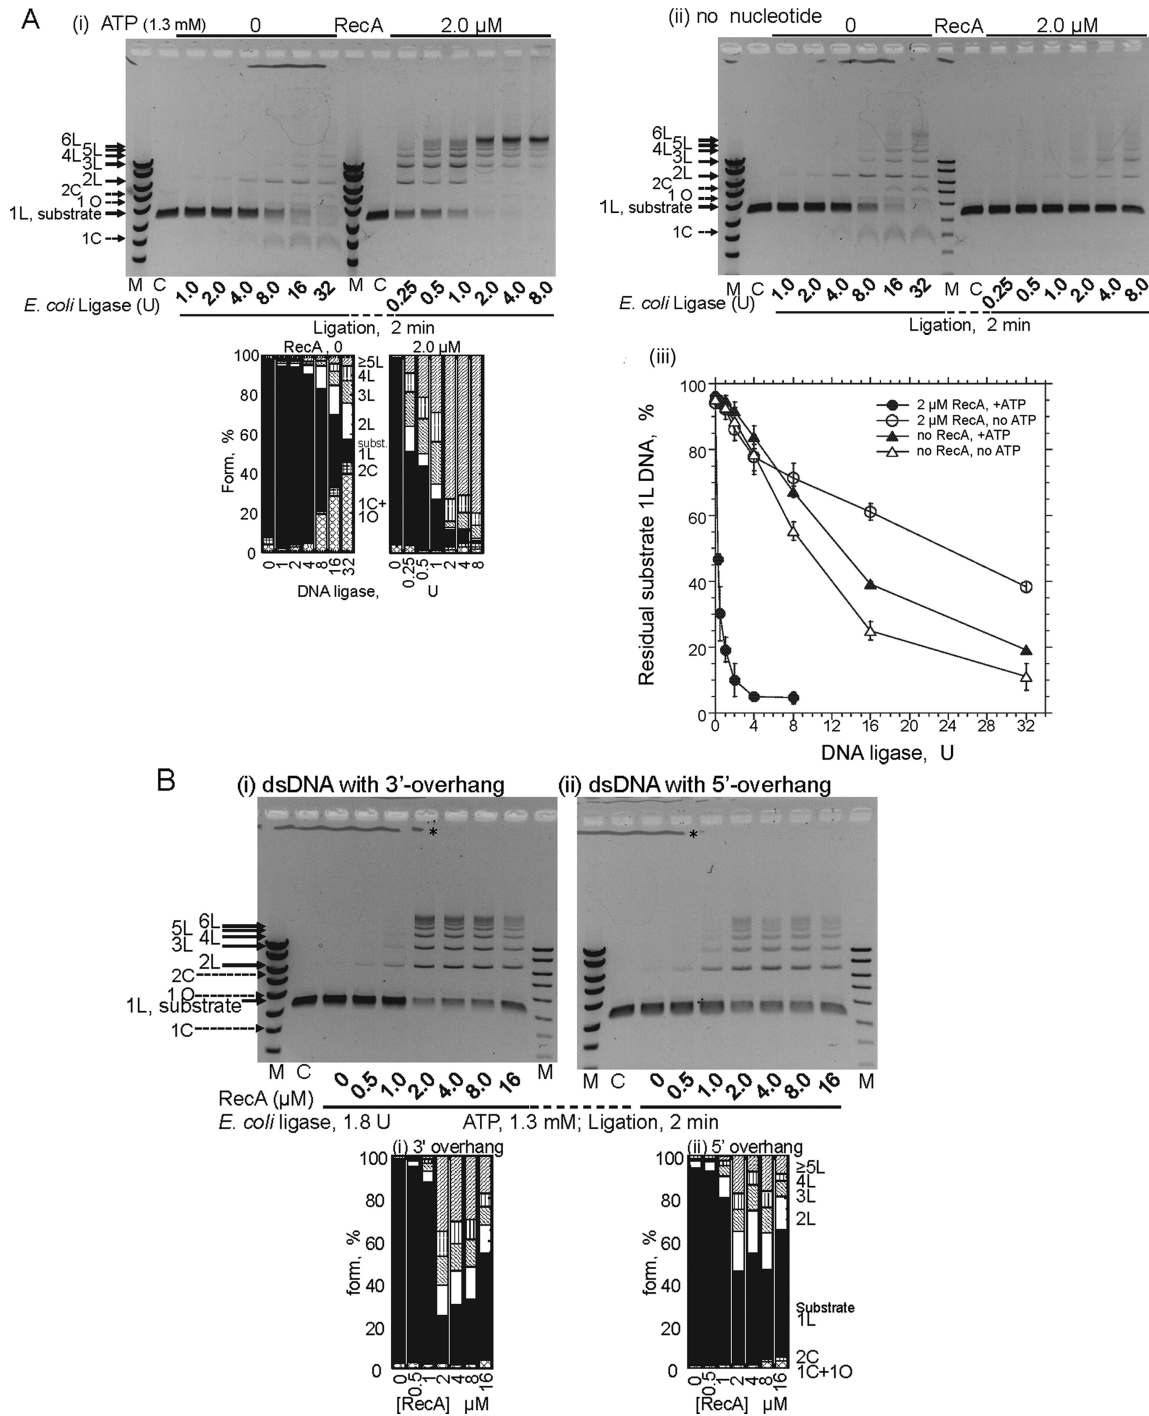 A
(i) ATP (1.3 mM) 0 RecA 2.0 µM
6L
5L
4L
3L
2L
2C
1O
1L, substrate
1C
M C 1.0 2.0 4.0 8.0 16 32 M C 0.25 0.5 1.0 2.0 4.0 8.0
E. coli Ligase (U)
Ligation, 2 min
(ii) no nucleotide 0 RecA 2.0 µM
6L
5L
4L
3L
2L
2C
1O
1L, substrate
1C
M C 1.0 2.0 4.0 8.0 16 32 M C 0.25 0.5 1.0 2.0 4.0 8.0
E. coli Ligase (U)
Ligation, 2 min
RecA, 0 2.0 µM
Form, %
100
80
60
40
20
0
≥5L
4L
3L
2L
subst.
1L
2C
1C+
1O
0 1 2 4 8 16 32 0 0.25 0.5 1 2 4 8
DNA ligase, U
(iii)
Residual substrate 1L DNA, %
100
80
60
40
20
0
2 µM RecA, +ATP
2 µM RecA, no ATP
no RecA, +ATP
no RecA, no ATP
0 4 8 12 16 20 24 28 32
DNA ligase, U
B
(i) dsDNA with 3'-overhang (ii) dsDNA with 5'-overhang
* *
6L
5L
4L
3L
2L
2C
1O
1L, substrate
1C
M C 0 0.5 1.0 2.0 4.0 8.0 16 M M C 0 0.5 1.0 2.0 4.0 8.0 16 M
RecA (µM)
E. coli ligase, 1.8 U ATP, 1.3 mM; Ligation, 2 min
(i) 3' overhang
form, %
100
80
60
40
20
0
0 0.5 1 2 4 8 16
[RecA] µM
(ii) 5' overhang
form, %
100
80
60
40
20
0
≥5L
4L
3L
2L
Substrate
1L
2C
1C+1O
0 0.5 1 2 4 8 16
[RecA] µM